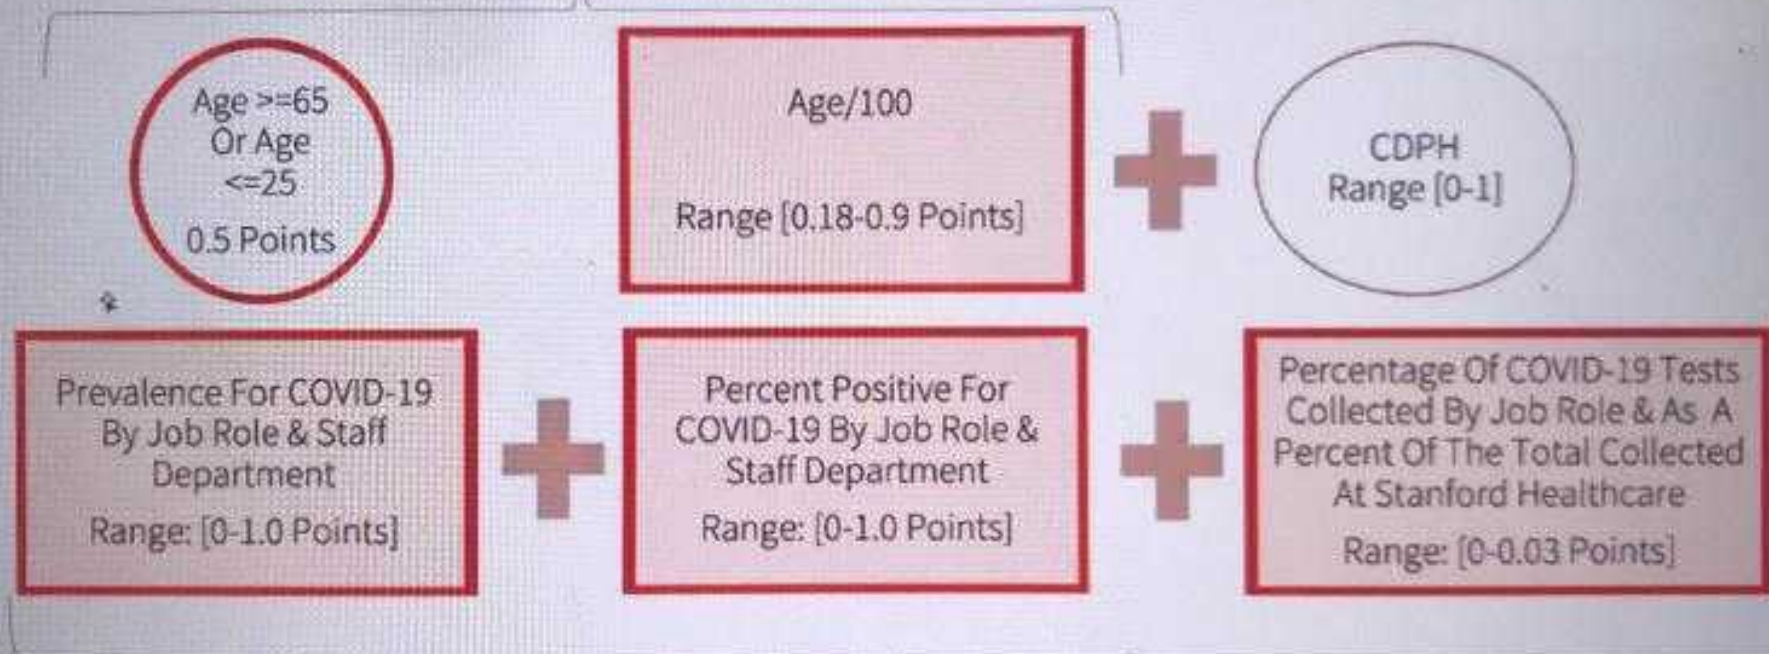 Age >=65
Or Age
<=25
0.5 Points
Age/100
Range [0.18-0.9 Points]
CDPH
Range [0-1]
Prevalence For COVID-19
By Job Role & Staff
Department
Range: [0-1.0 Points]
Percent Positive For
COVID-19 By Job Role &
Staff Department
Range: [0-1.0 Points]
Percentage Of COVID-19 Tests
Collected By Job Role & As A
Percent Of The Total Collected
At Stanford Healthcare
Range: [0-0.03 Points]